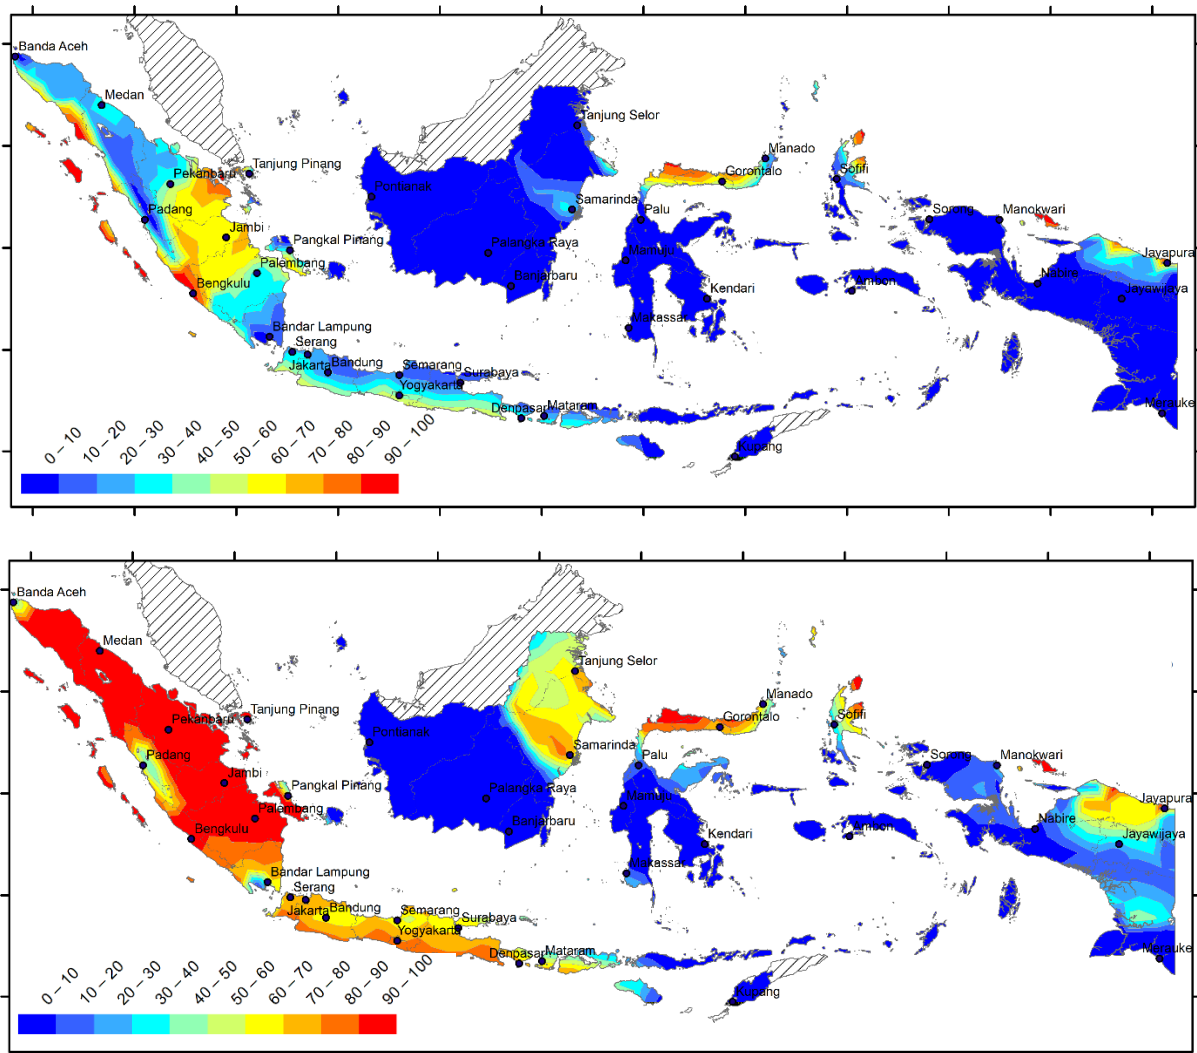 Banda Aceh
Medan
Tanjung Selor
Manado
Tanjung Pinang
Pekanbaru
Gorontalo
Sofifi
Pontianak
Samarinda
Padang
Palu
Sorong
Manokwari
Jambi
Pangkal Pinang
Palangka Raya
Mamuju
Jayapura
Palembang
Nabire
Bengkulu
Banjarbaru
Kendari
Ambon
Jayawijaya
Bandar Lampung
Makassar
Serang
Jakarta
Bandung
Semarang
Surabaya
Yogyakarta
Denpasar
Mataram
Merauke
Kupang
0 – 10
10 – 20
20 – 30
30 – 40
40 – 50
50 – 60
60 – 70
70 – 80
80 – 90
90 – 100
Banda Aceh
Medan
Tanjung Selor
Manado
Tanjung Pinang
Pekanbaru
Gorontalo
Sofifi
Pontianak
Samarinda
Padang
Palu
Sorong
Manokwari
Jambi
Pangkal Pinang
Palangka Raya
Mamuju
Jayapura
Palembang
Nabire
Bengkulu
Banjarbaru
Kendari
Ambon
Jayawijaya
Bandar Lampung
Makassar
Serang
Jakarta
Bandung
Semarang
Surabaya
Yogyakarta
Denpasar
Mataram
Merauke
Kupang
0 – 10
10 – 20
20 – 30
30 – 40
40 – 50
50 – 60
60 – 70
70 – 80
80 – 90
90 – 100